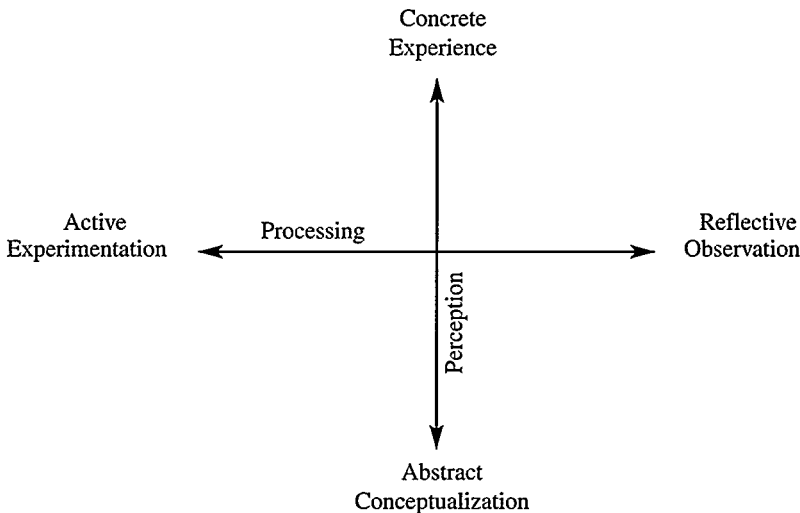 Concrete
Experience
Active
Experimentation
Processing
Reflective
Observation
Perception
Abstract
Conceptualization